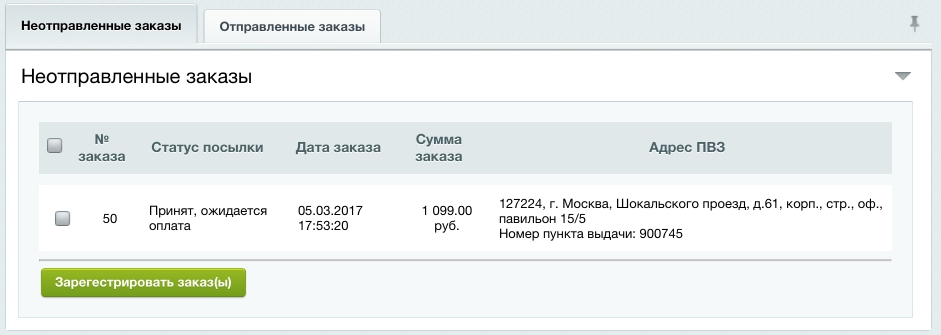 Неотправленные заказы
Отправленные заказы
Неотправленные заказы
№ заказа
Статус посылки
Дата заказа
Сумма заказа
Адрес ПВЗ
50
Принят, ожидается
оплата
05.03.2017
17:53:20
1 099.00
руб.
127224, г. Москва, Шокальского проезд, д.61, корп., стр., оф.,
павильон 15/5
Номер пункта выдачи: 900745
Зарегестрировать заказ(ы)